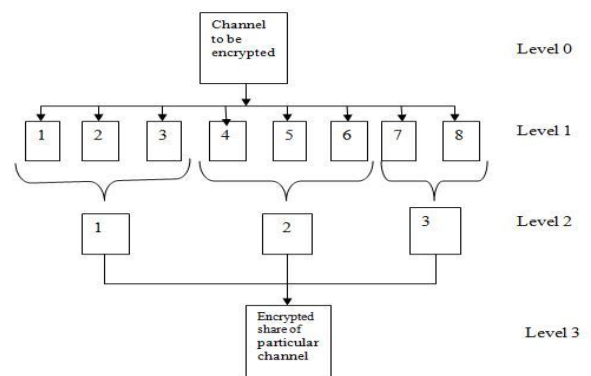 Channel
to be
encrypted
Level 0
1 2 3 4 5 6 7 8
Level 1
1 2 3
Level 2
Encrypted
share of
particular
channel
Level 3